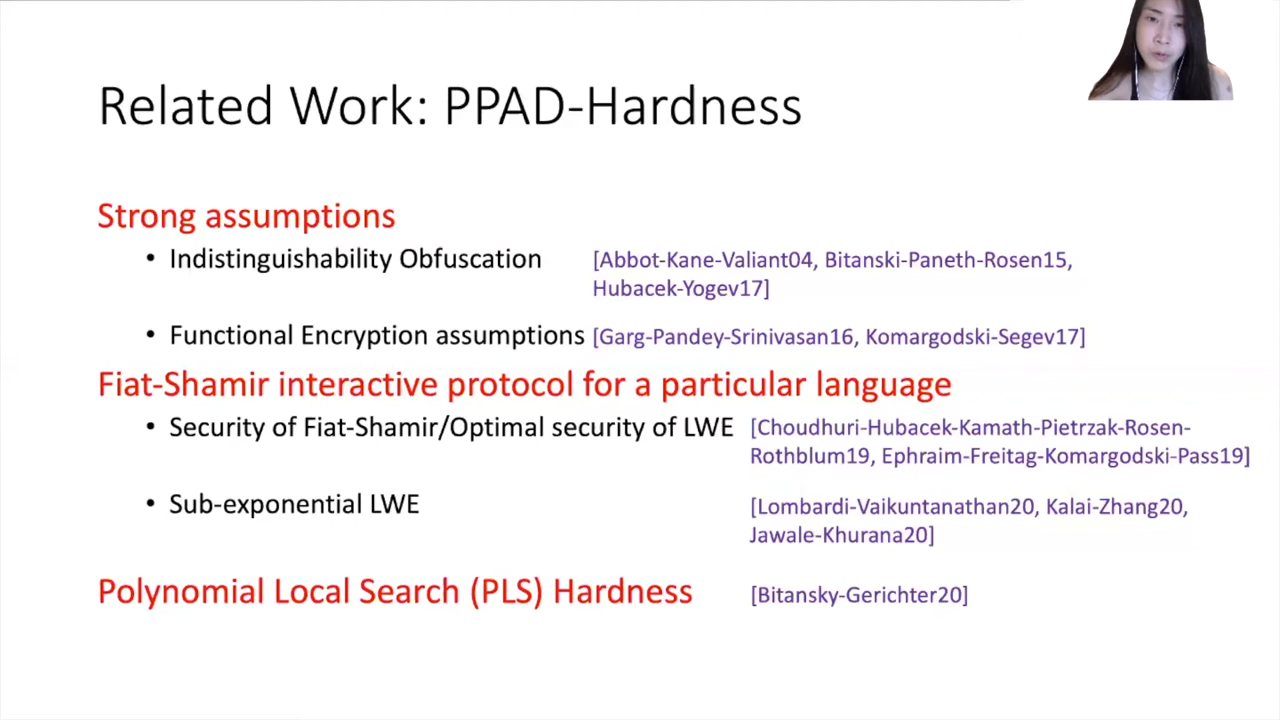 Related Work: PPAD-Hardness
Strong assumptions
• Indistinguishability Obfuscation [Abbot-Kane-Valiant04, Bitanski-Paneth-Rosen15,
Hubacek-Yogev17]
• Functional Encryption assumptions [Garg-Pandey-Srinivasan16, Komargodski-Segev17]
Fiat-Shamir interactive protocol for a particular language
• Security of Fiat-Shamir/Optimal security of LWE [Choudhuri-Hubacek-Kamath-Pietrzak-Rosen-
Rothblum19, Ephraim-Freitag-Komargodski-Pass19]
• Sub-exponential LWE [Lombardi-Vaikuntanathan20, Kalai-Zhang20,
Jawale-Khurana20]
Polynomial Local Search (PLS) Hardness [Bitansky-Gerichter20]